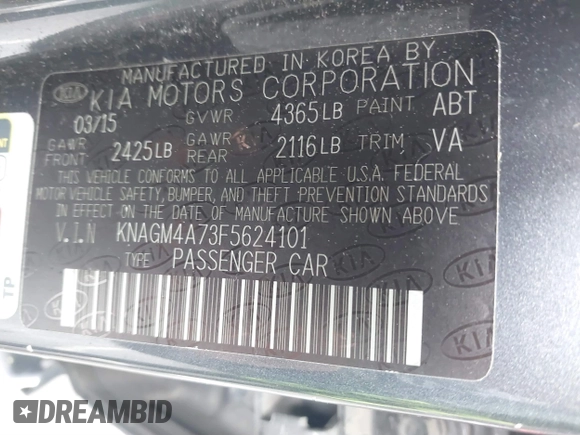 MANUFACTURED IN KOREA BY
KIA KIA MOTORS CORPORATION
03/15 GVWR 4365LB PAINT ABT
GAWR FRONT 2425LB GAWR REAR 2116LB TRIM VA
THIS VEHICLE CONFORMS TO ALL APPLICABLE U.S.A. FEDERAL
MOTOR VEHICLE SAFETY, BUMPER, AND THEFT PREVENTION STANDARDS
IN EFFECT ON THE DATE OF MANUFACTURE SHOWN ABOVE
V.I.N KNAGM4A73F5624101
TYPE: PASSENGER CAR
TP
DREAMBID